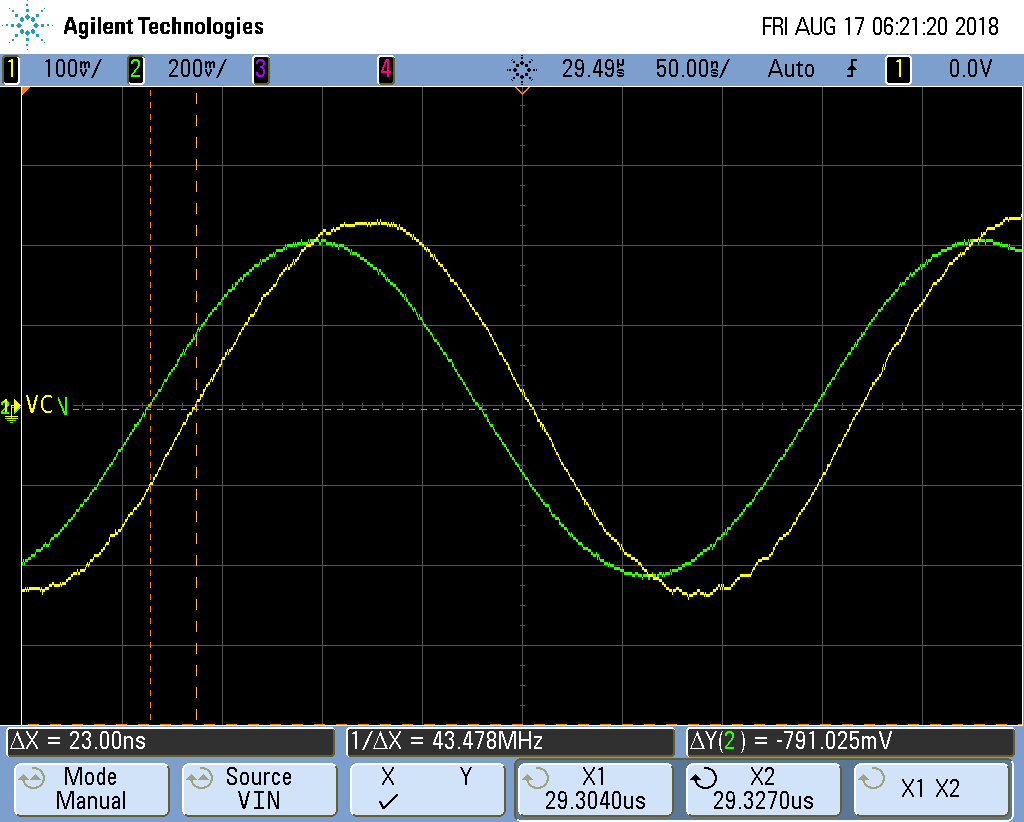 Agilent Technologies
FRI AUG 17 06:21:20 2018
1 100mV/ 2 200mV/ 3 4 29.49us 50.00ns/ Auto 1 0.0V
VC
ΔX = 23.00ns
1/ΔX = 43.478MHz
ΔY(2) = -791.025mV
Mode
Manual
Source
VIN
X Y
X1
29.3040us
X2
29.3270us
X1 X2